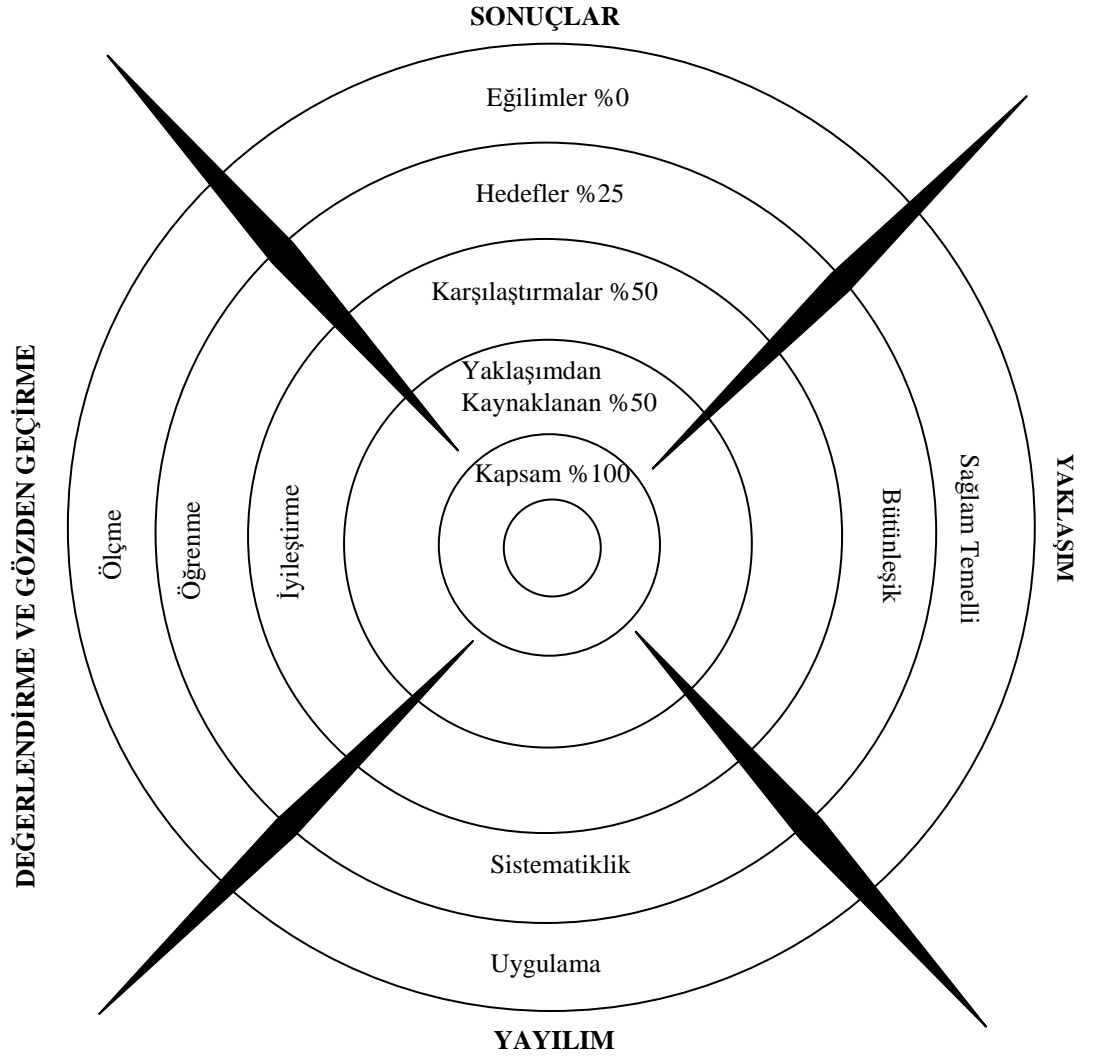 SONUÇLAR
Eğilimler %0
Hedefler %25
Karşılaştırmalar %50
Yaklaşımdan
Kaynaklanan %50
Kapsam %100
DEĞERLENDİRME VE GÖZDEN GEÇİRME
Ölçme
Öğrenme
İyileştirme
Bütünleşik
Sağlam Temelli
YAKLAŞIM
Sistematiklik
Uygulama
YAYILIM